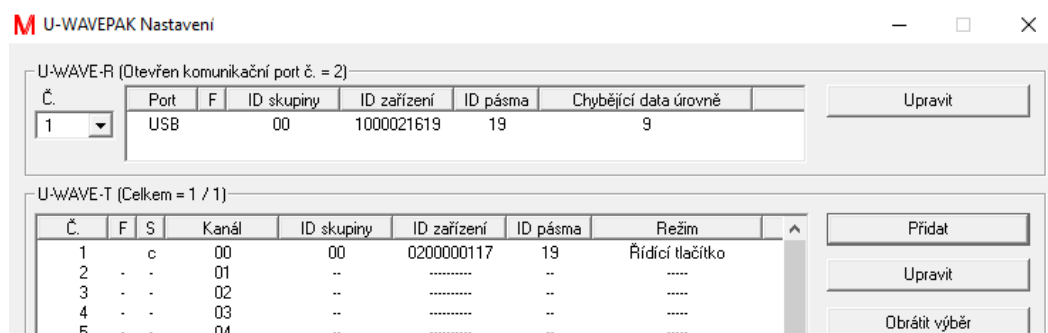 U-WAVEPAK Nastavení
U-WAVE-R (Otevřen komunikační port č. = 2)
Č. Port F ID skupiny ID zařízení ID pásma Chybějící data úrovně Upravit
1 USB 00 1000021619 19 9
U-WAVE-T (Celkem = 1 / 1)
Č. F S Kanál ID skupiny ID zařízení ID pásma Režim Přidat
1 c 00 00 0200000117 19 Řídící tlačítko
2 - - 01 -- --------- -- ----- Upravit
3 - - 02 -- --------- -- -----
4 - - 03 -- --------- -- ----- Obrátit výběr
5 - - 04 -- --------- -- -----